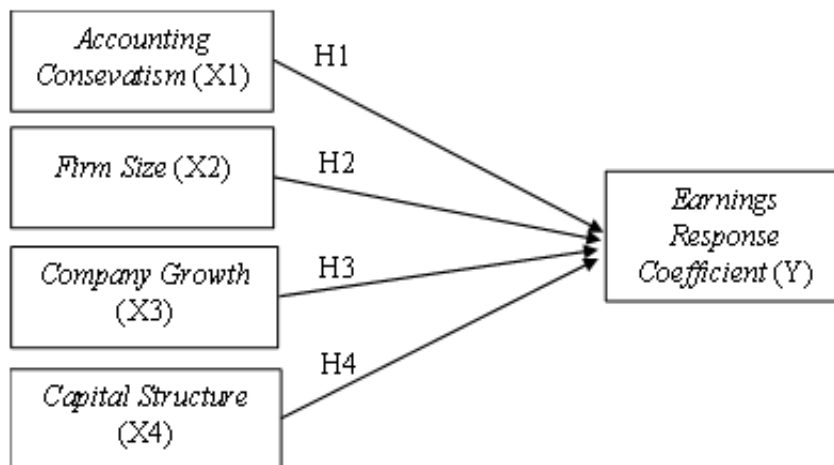 Accounting
Consevatism (X1)
H1
Firm Size (X2)
H2
Company Growth
(X3)
H3
Capital Structure
(X4)
H4
Earnings
Response
Coefficient (Y)